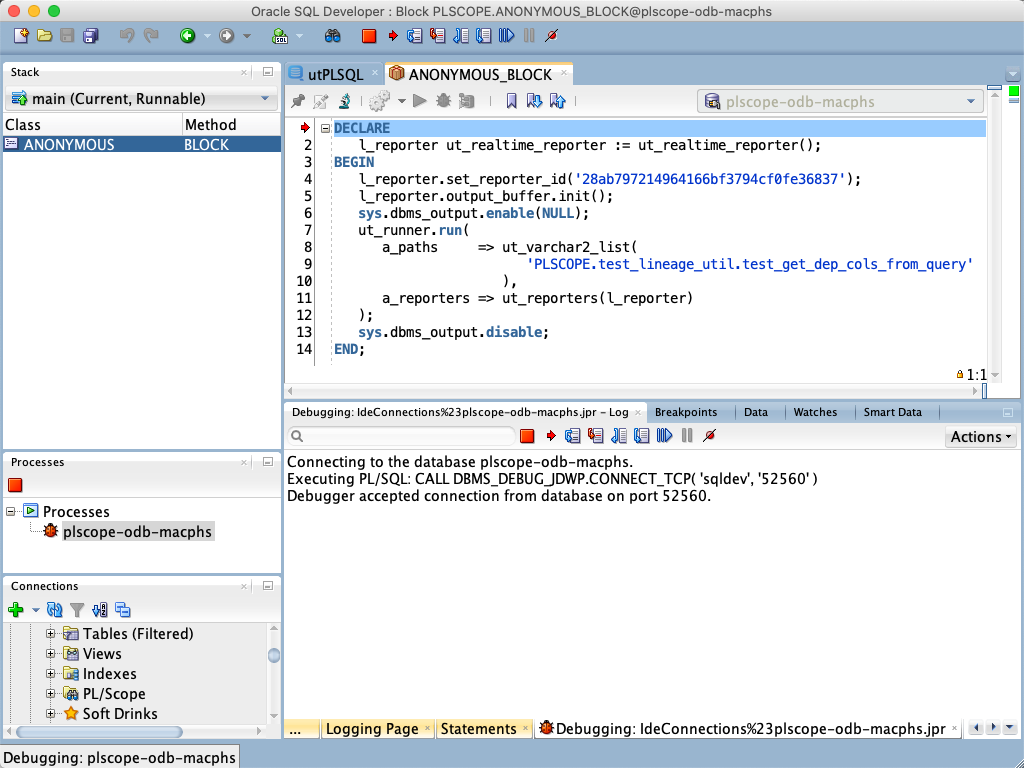 Oracle SQL Developer : Block PLSCOPE.ANONYMOUS_BLOCK@plscope-odb-macphs
Stack
main (Current, Runnable)
Class Method
ANONYMOUS BLOCK
Processes
Processes
plscope-odb-macphs
Connections
Tables (Filtered)
Views
Indexes
PL/Scope
Soft Drinks
utPLSQL
ANONYMOUS_BLOCK
plscope-odb-macphs
DECLARE
2 l_reporter ut_realtime_reporter := ut_realtime_reporter();
3 BEGIN
4 l_reporter.set_reporter_id('28ab797214964166bf3794cf0fe36837');
5 l_reporter.output_buffer.init();
6 sys.dbms_output.enable(NULL);
7 ut_runner.run(
8 a_paths => ut_varchar2_list(
9 'PLSCOPE.test_lineage_util.test_get_dep_cols_from_query'
10 ),
11 a_reporters => ut_reporters(l_reporter)
12 );
13 sys.dbms_output.disable;
14 END;
1:1
Debugging: IdeConnections%23plscope-odb-macphs.jpr - Log
Breakpoints
Data
Watches
Smart Data
Actions
Connecting to the database plscope-odb-macphs.
Executing PL/SQL: CALL DBMS_DEBUG_JDWP.CONNECT_TCP( 'sqldev', '52560' )
Debugger accepted connection from database on port 52560.
...
Logging Page
Statements
Debugging: IdeConnections%23plscope-odb-macphs.jpr
Debugging: plscope-odb-macphs